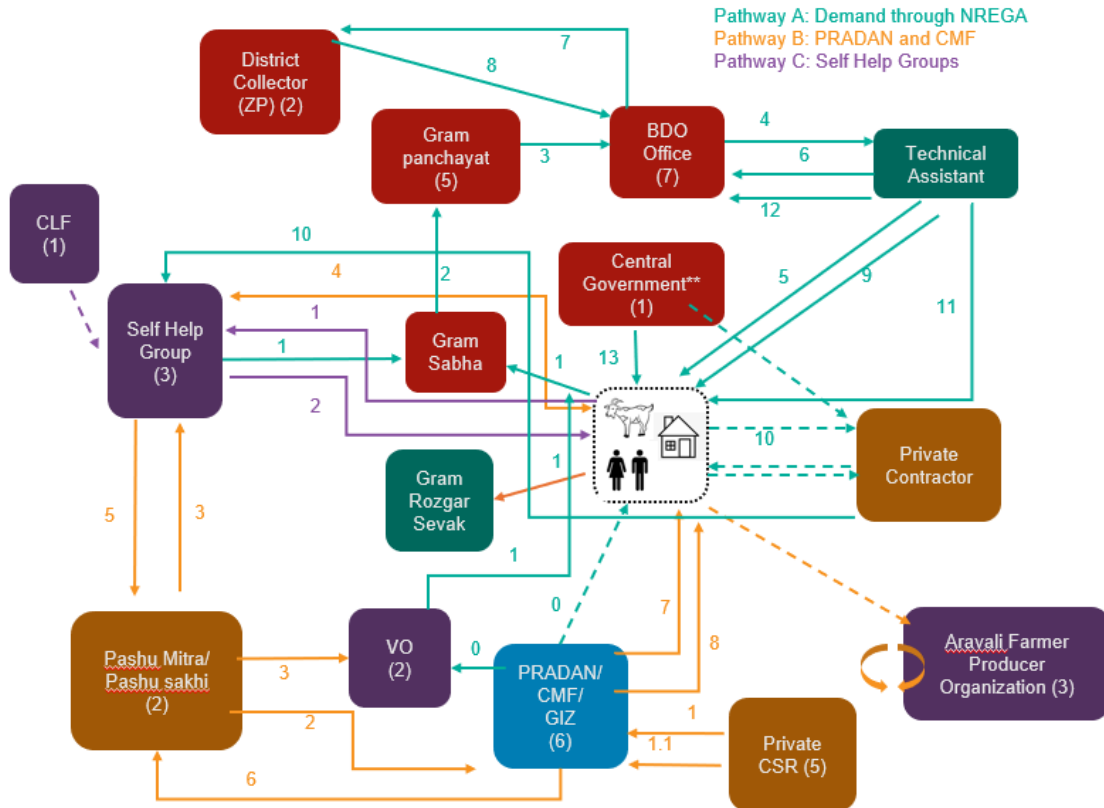 Pathway A: Demand through NREGA
Pathway B: PRADAN and CMF
Pathway C: Self Help Groups
7
8
District
Collector
(ZP) (2)
Gram
panchayat
(5)
3
BDO
Office
(7)
4
6
12
Technical
Assistant
CLF
(1)
10
4
2
Central
Government**
(1)
5
9
11
Self Help
Group
(3)
1
1
2
Gram
Sabha
1
13
10
Private
Contractor
Gram
Rozgar
Sevak
1
5
3
1
0
7
8
Pashu Mitra/
Pashu sakhi
(2)
3
2
6
VO
(2)
0
PRADAN/
CMF/
GIZ
(6)
1
1.1
Private
CSR (5)
Aravali Farmer
Producer
Organization (3)